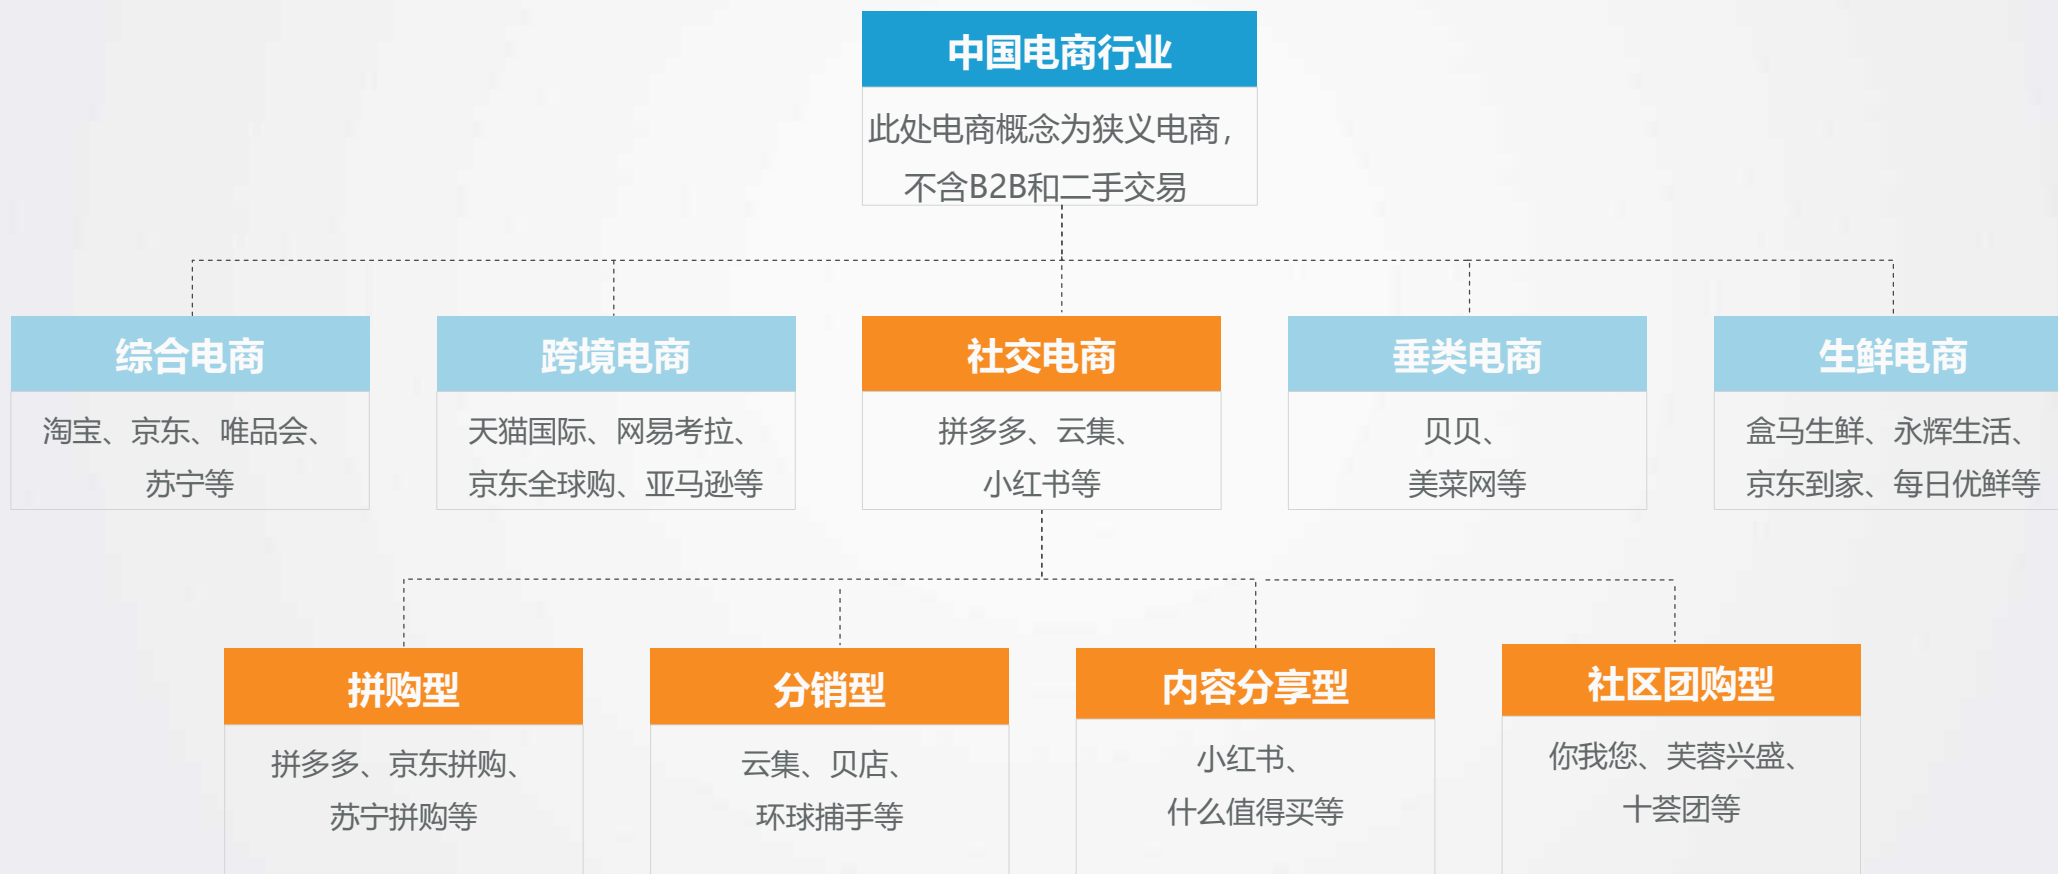 中国电商行业
此处电商概念为狭义电商，
不含B2B和二手交易
综合电商
淘宝、京东、唯品会、
苏宁等
跨境电商
天猫国际、网易考拉、
京东全球购、亚马逊等
社交电商
拼多多、云集、
小红书等
垂类电商
贝贝、
美菜网等
生鲜电商
盒马生鲜、永辉生活、
京东到家、每日优鲜等
拼购型
拼多多、京东拼购、
苏宁拼购等
分销型
云集、贝店、
环球捕手等
内容分享型
小红书、
什么值得买等
社区团购型
你我您、芙蓉兴盛、
十荟团等